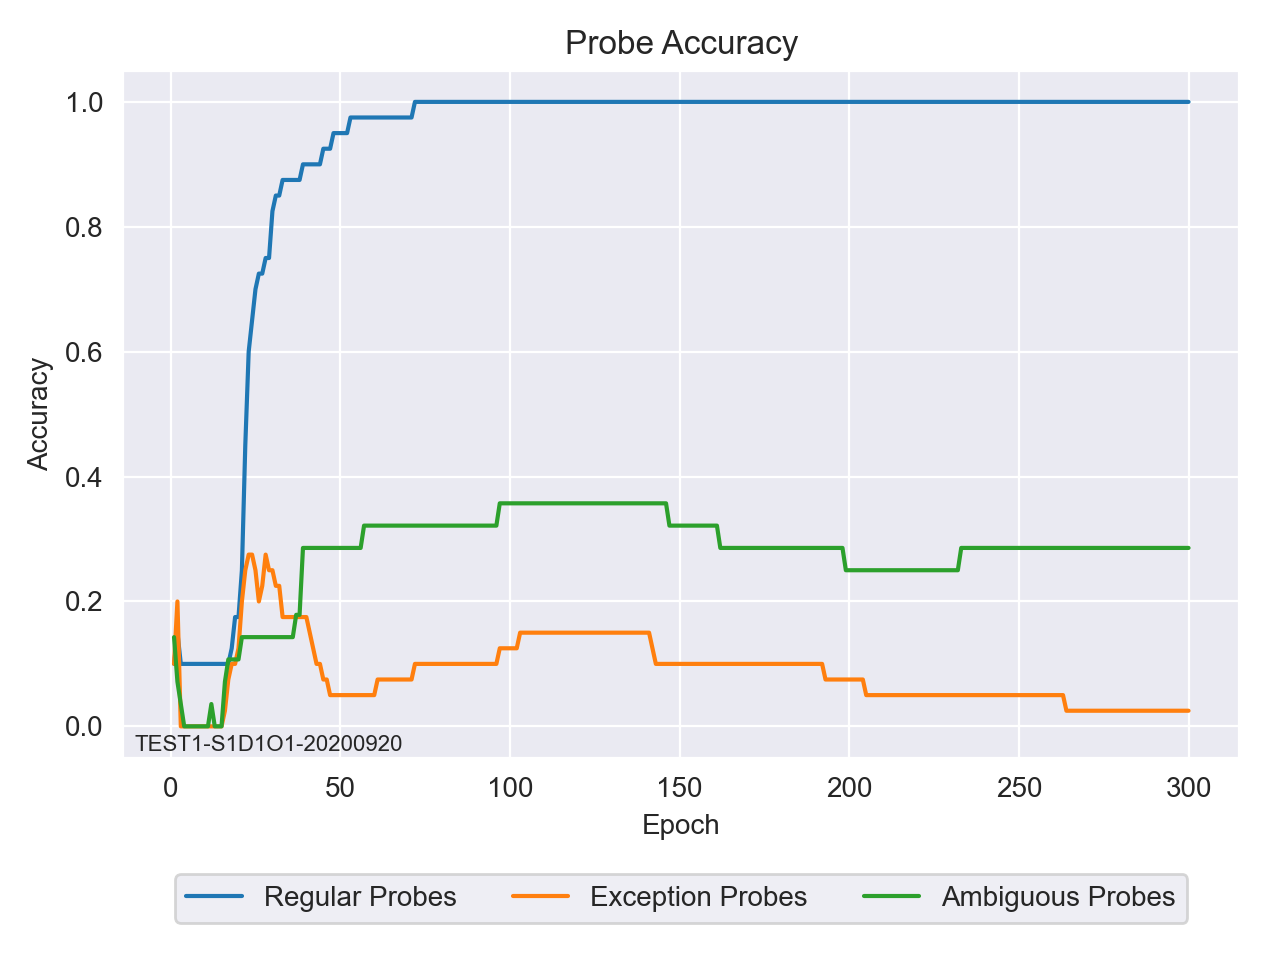 Probe Accuracy
1.0
0.8
0.6
0.4
0.2
0.0
Accuracy
TEST1-S1D1O1-20200920
0 50 100 150 200 250 300
Epoch
Regular Probes Exception Probes Ambiguous Probes